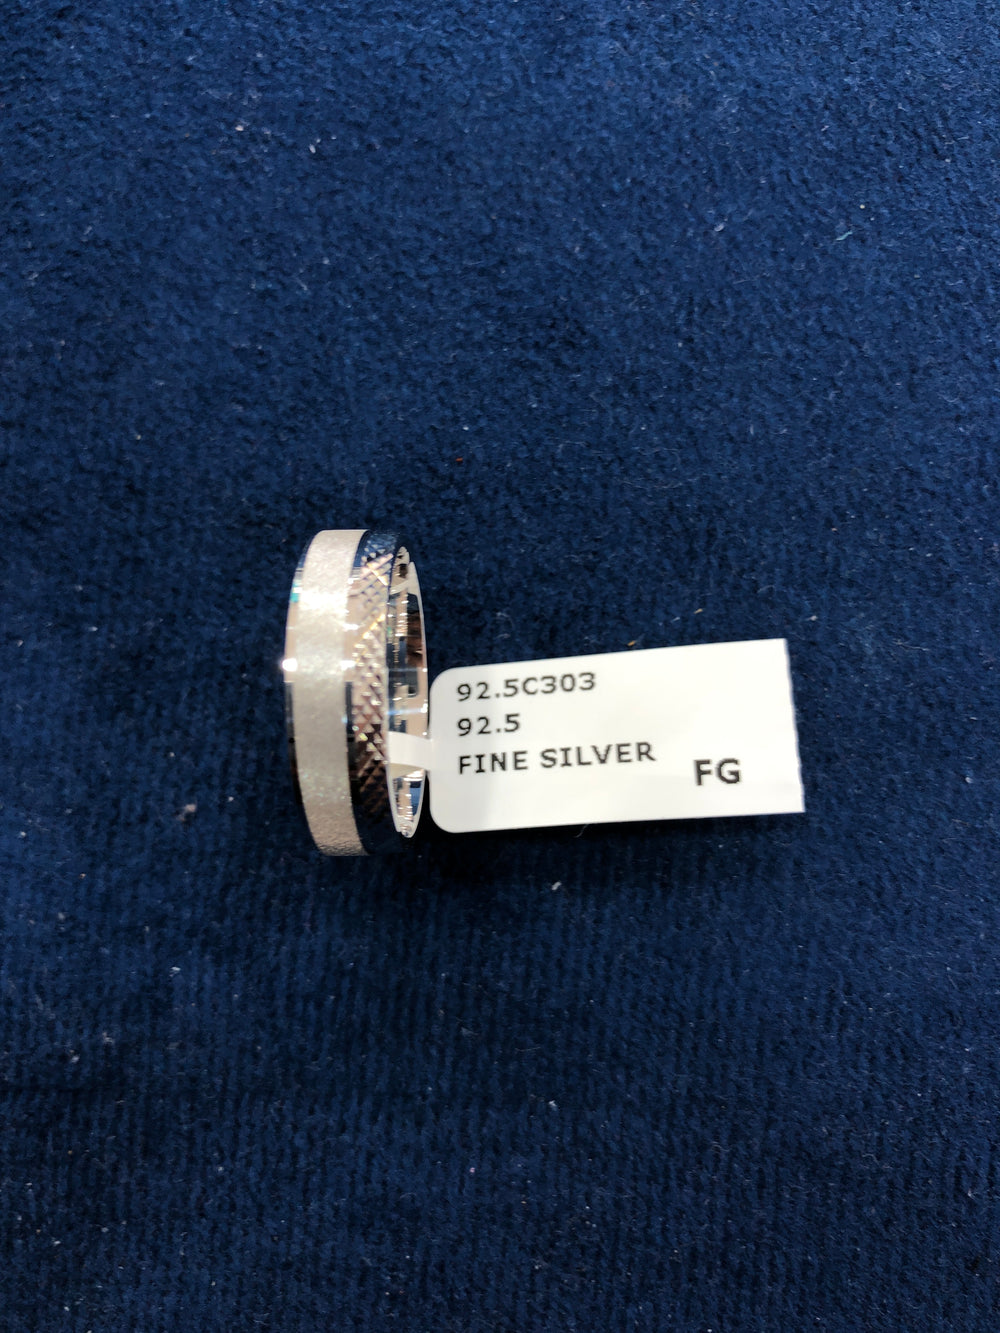 92.5C303
92.5
FINE SILVER
FG